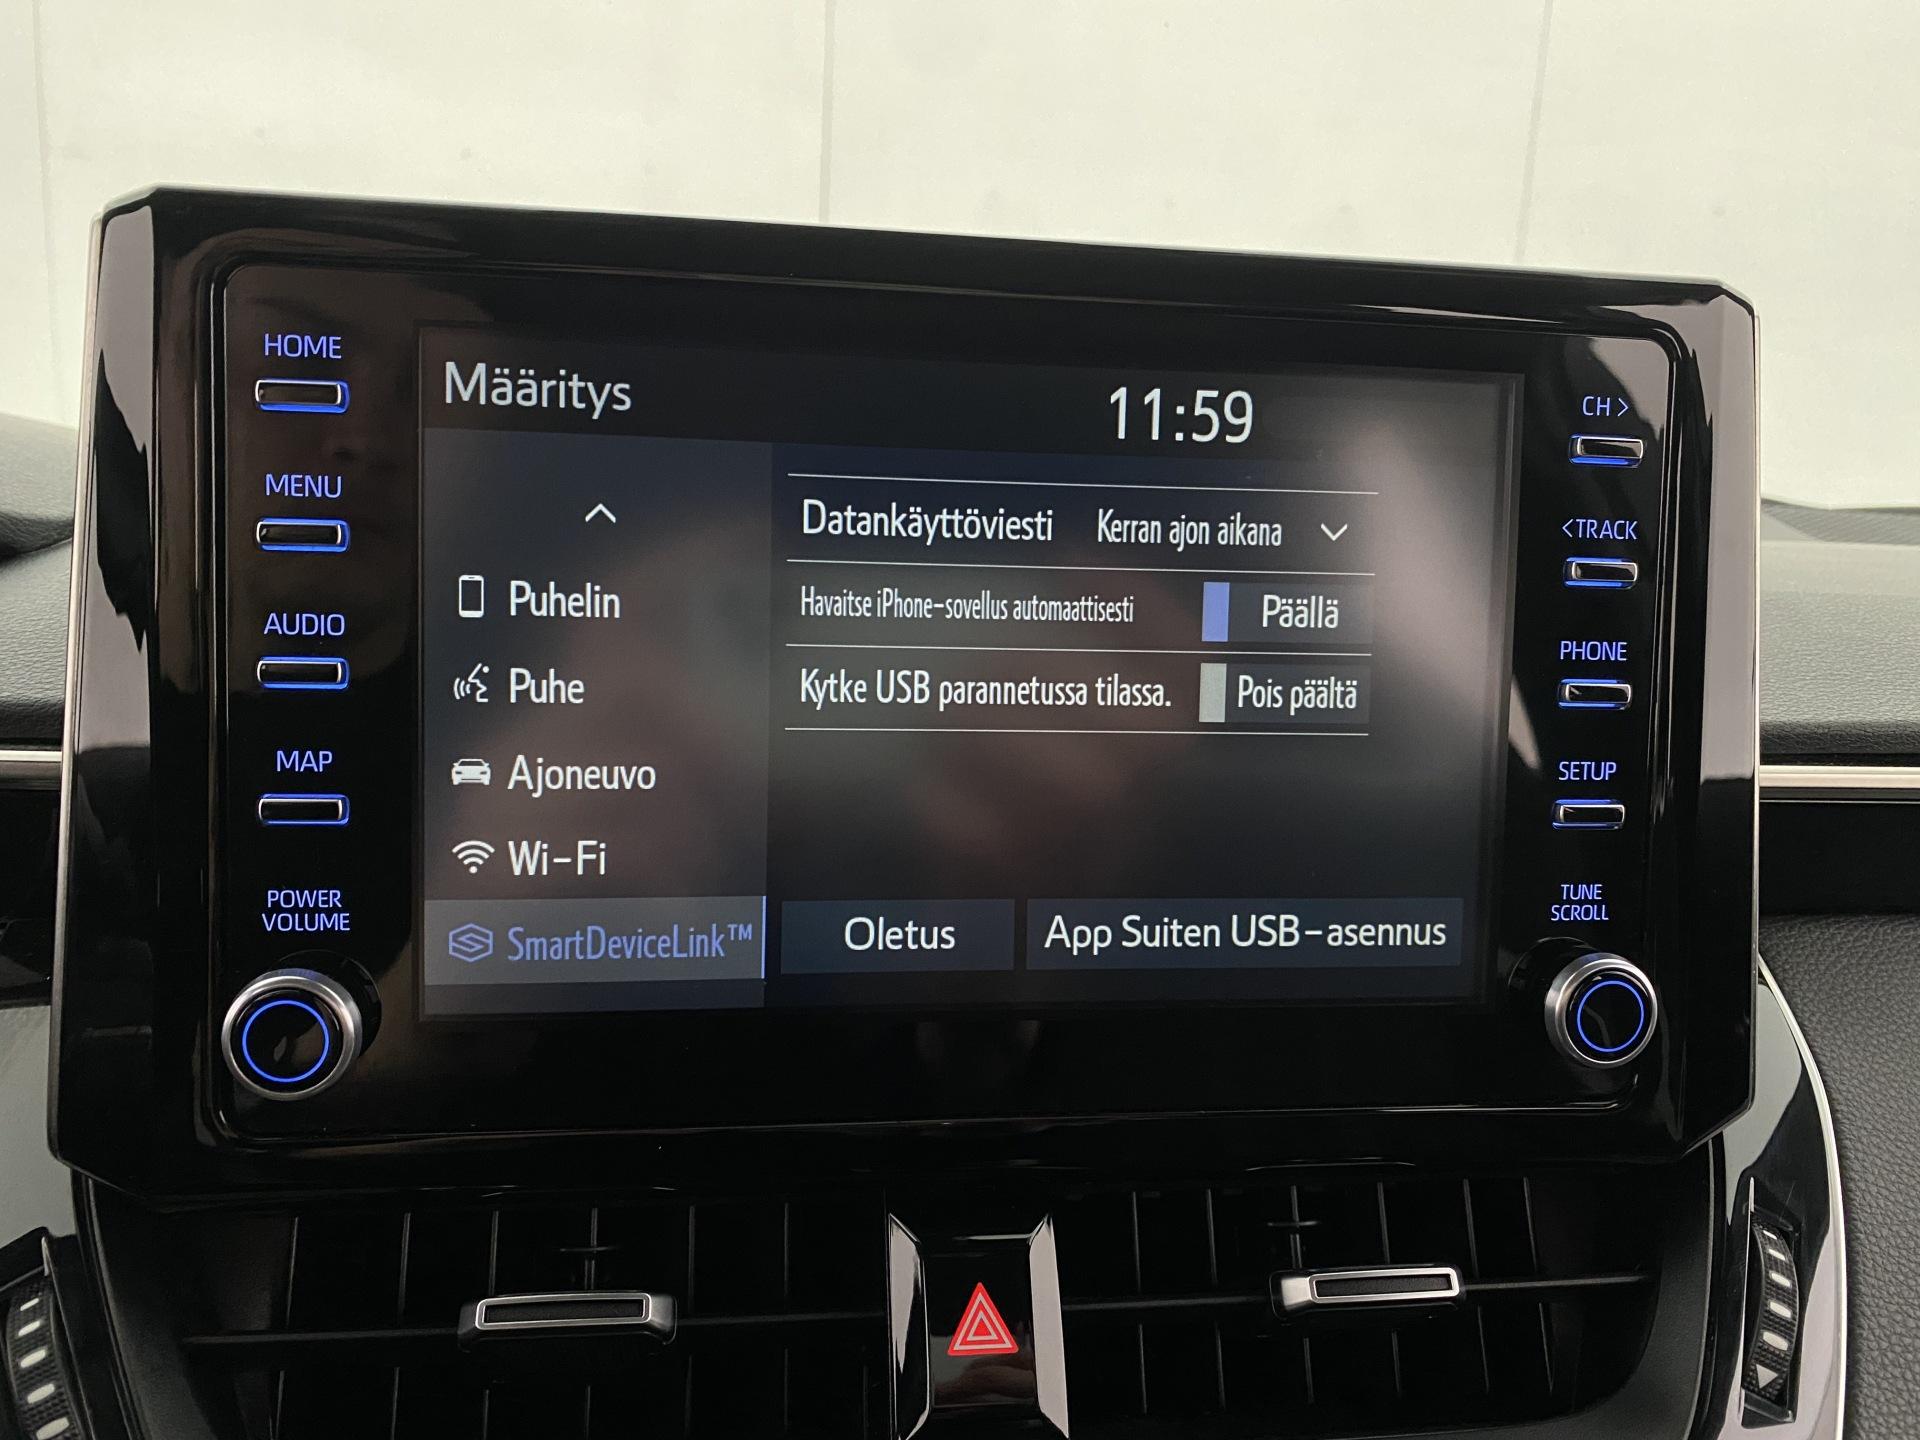 HOME
MENU
AUDIO
MAP
POWER
VOLUME
Määritys
11:59
Puhelin
Puhe
Ajoneuvo
Wi-Fi
SmartDeviceLink™
Datankäyttöviesti Kerran ajon aikana
Havaitse iPhone-sovellus automaattisesti Päällä
Kytke USB parannetussa tilassa. Pois päältä
Oletus App Suiten USB-asennus
CH >
<TRACK
PHONE
SETUP
TUNE
SCROLL